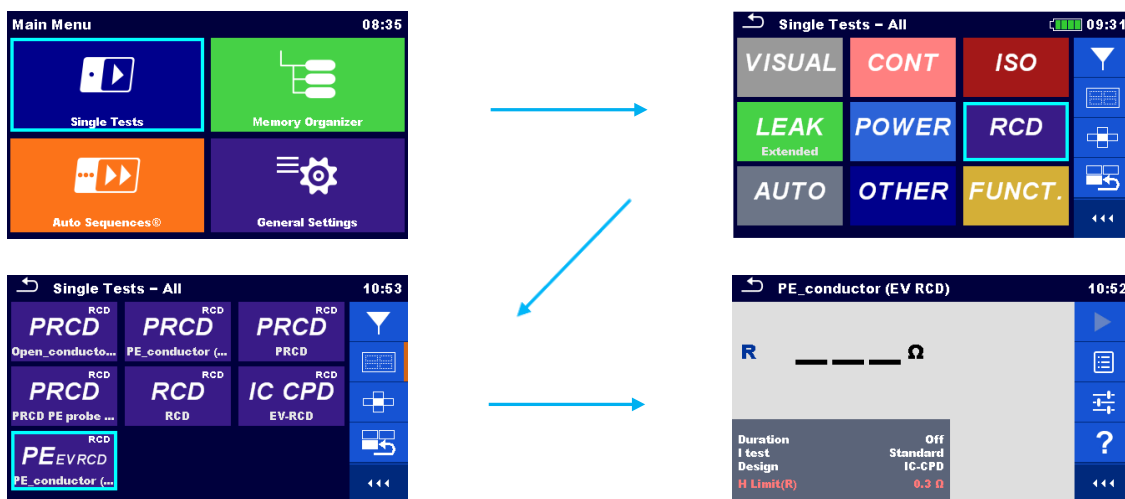 Main Menu 08:35
Single Tests
Memory Organizer
Auto Sequences®
General Settings
Single Tests – All 09:31
VISUAL CONT ISO
LEAK POWER RCD
Extended
AUTO OTHER FUNCT.
Single Tests – All 10:53
RCD RCD RCD
PRCD PRCD PRCD
Open_conducto... PE_conductor (... PRCD
RCD RCD RCD
PRCD RCD IC CPD
PRCD PE probe ... RCD EV-RCD
RCD
PE EV RCD
PE_conductor (...
PE_conductor (EV RCD) 10:52
R _ _ _ Ω
Duration Off
I test Standard
Design IC-CPD
H Limit(R) 0.3 Ω
?